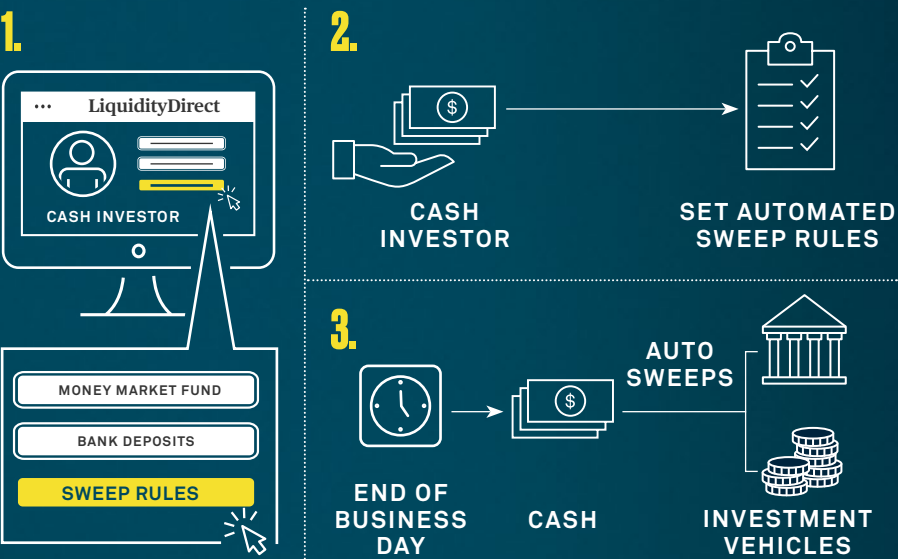 1.
... LiquidityDirect
CASH INVESTOR
MONEY MARKET FUND
BANK DEPOSITS
SWEEP RULES
2.
$
CASH
INVESTOR
SET AUTOMATED
SWEEP RULES
3.
AUTO
SWEEPS
$
END OF
BUSINESS
DAY
CASH
INVESTMENT
VEHICLES